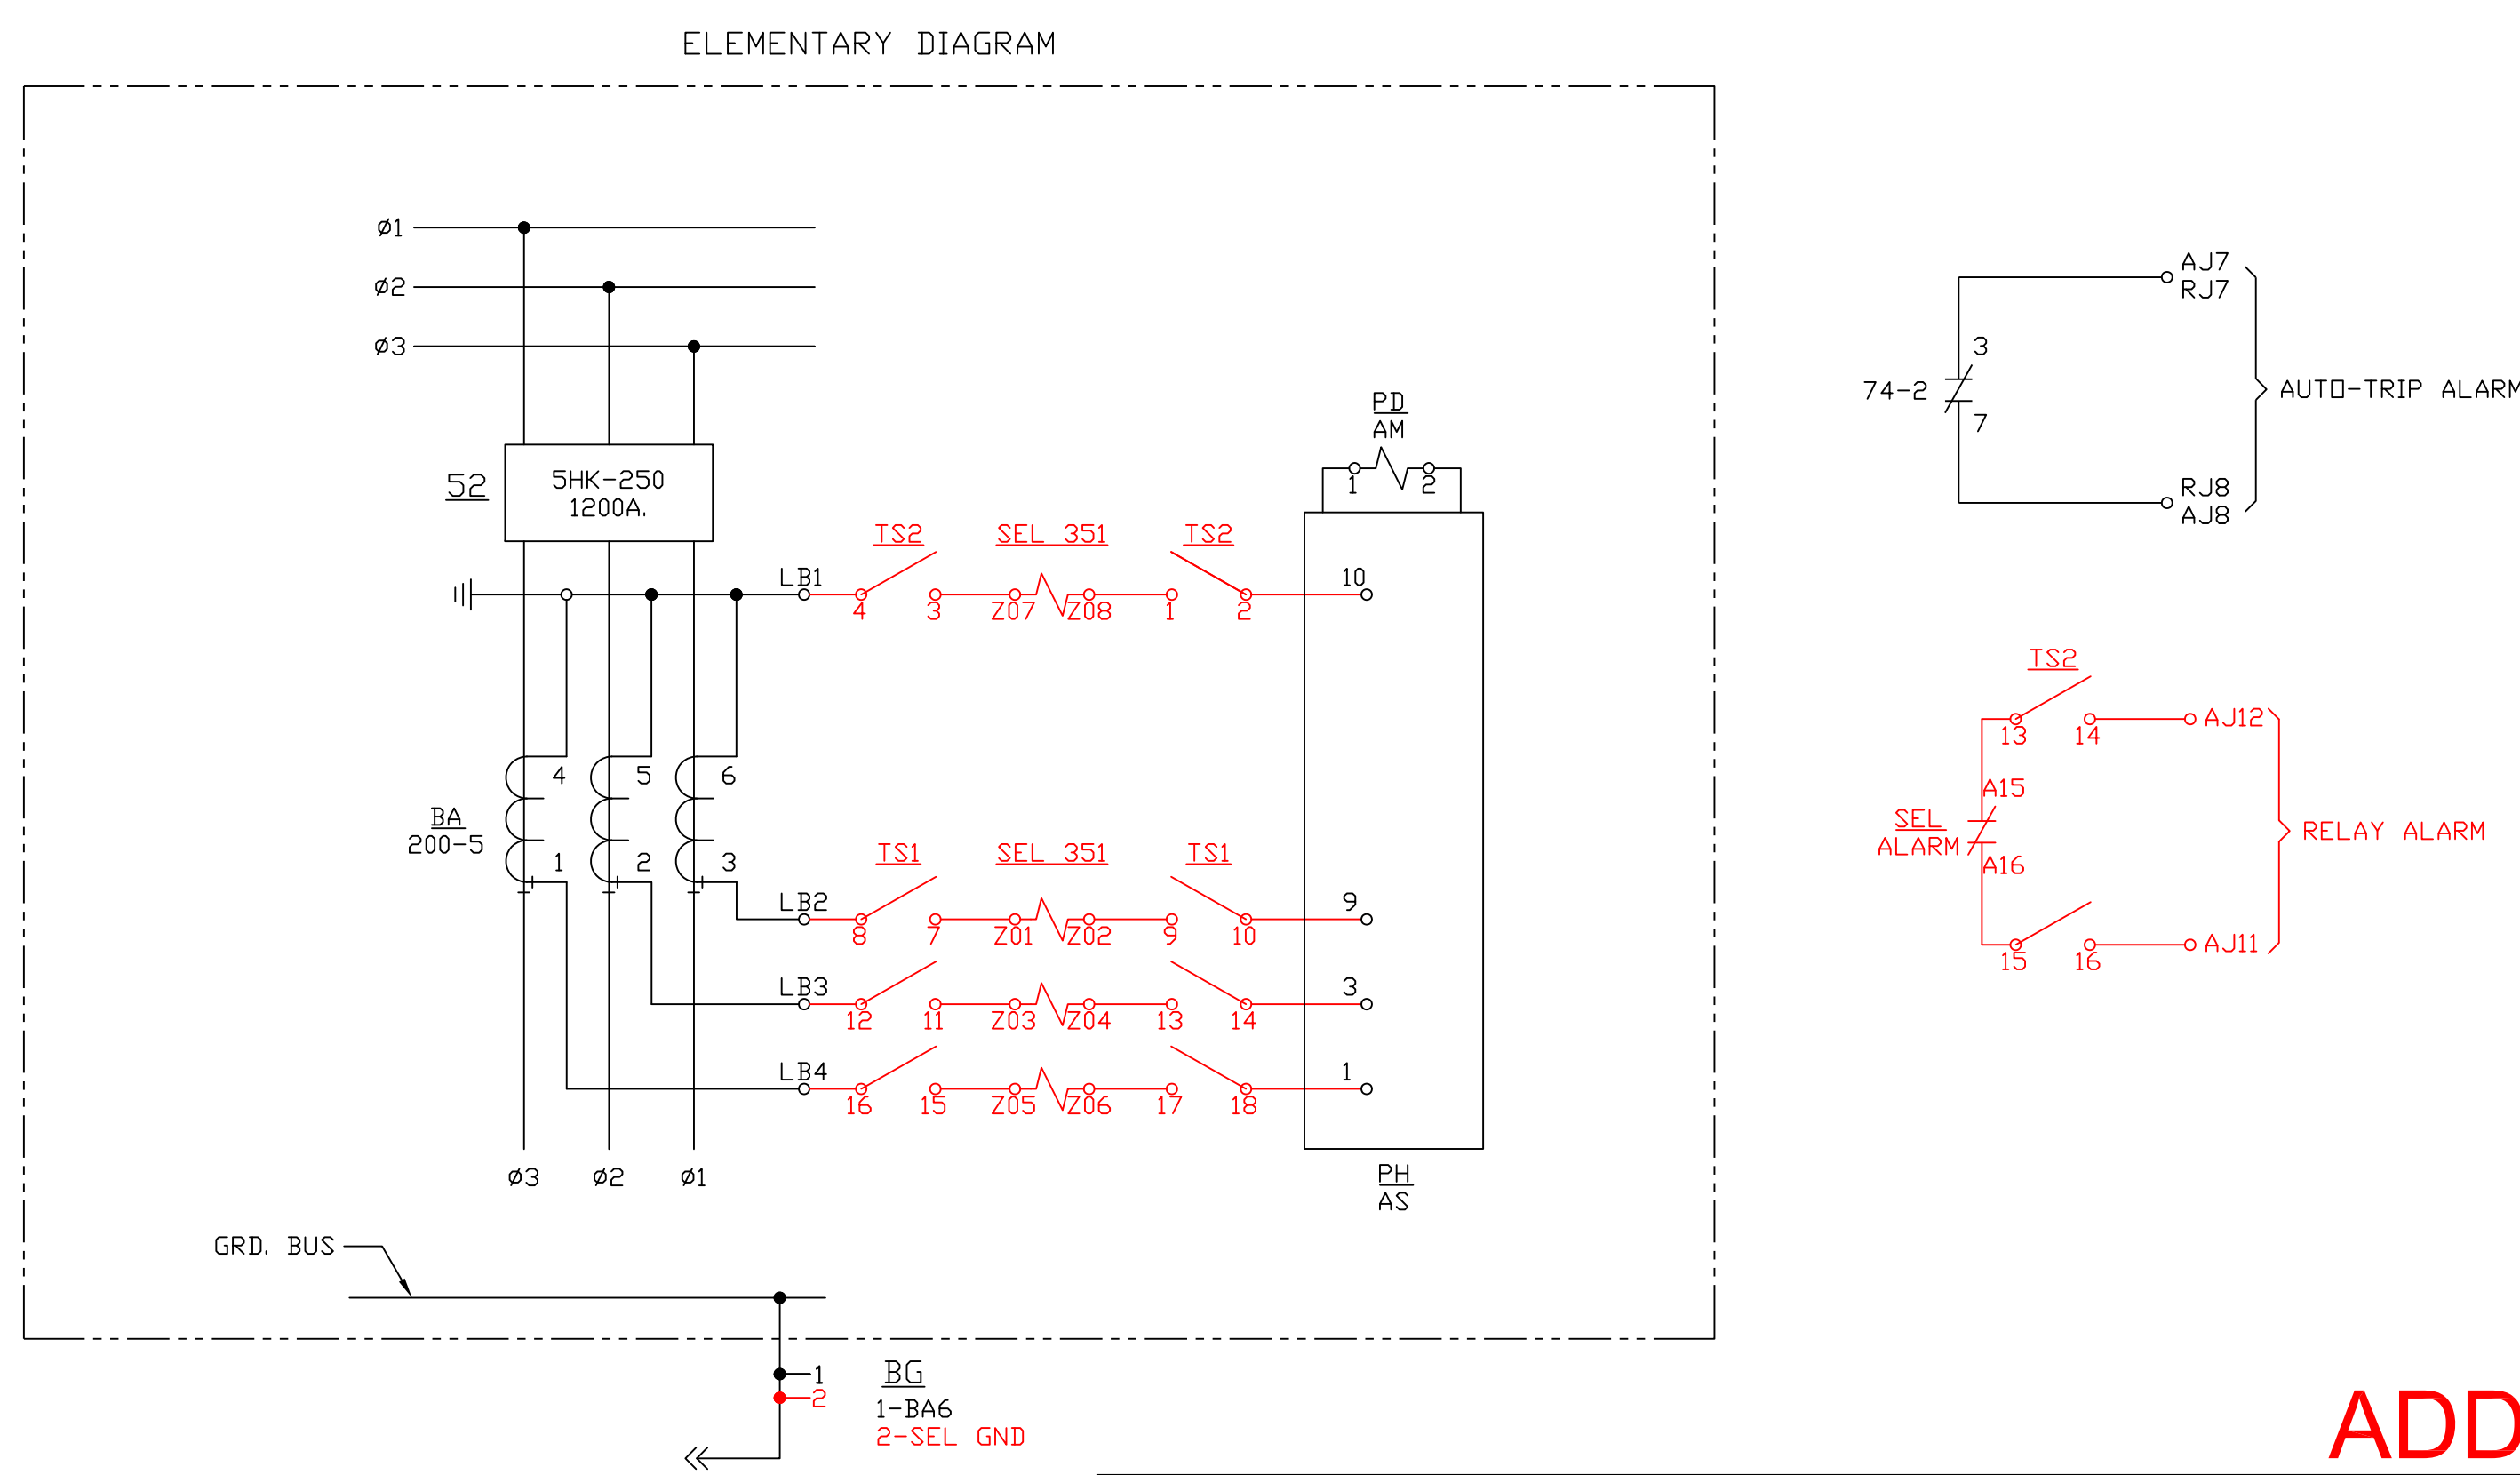 ELEMENTARY DIAGRAM
Ø1
Ø2
Ø3
52
5HK-250
1200A.
PD
AM
1 2
TS2 SEL 351 TS2
LB1 10
4 3 Z07 Z08 1 2
4 5 6
BA
200-5
1 2 3
TS1 SEL 351 TS1
LB2 9
8 7 Z01 Z02 9 10
LB3 3
12 11 Z03 Z04 13 14
LB4 1
16 15 Z05 Z06 17 18
Ø3 Ø2 Ø1
PH
AS
GRD. BUS
1
2
BG
1-BA6
2-SEL GND
AJ7
RJ7
3
74-2
7
AUTO-TRIP ALARM
RJ8
AJ8
TS2
AJ12
13 14
A15
SEL
ALARM
A16
RELAY ALARM
AJ11
15 16
ADD